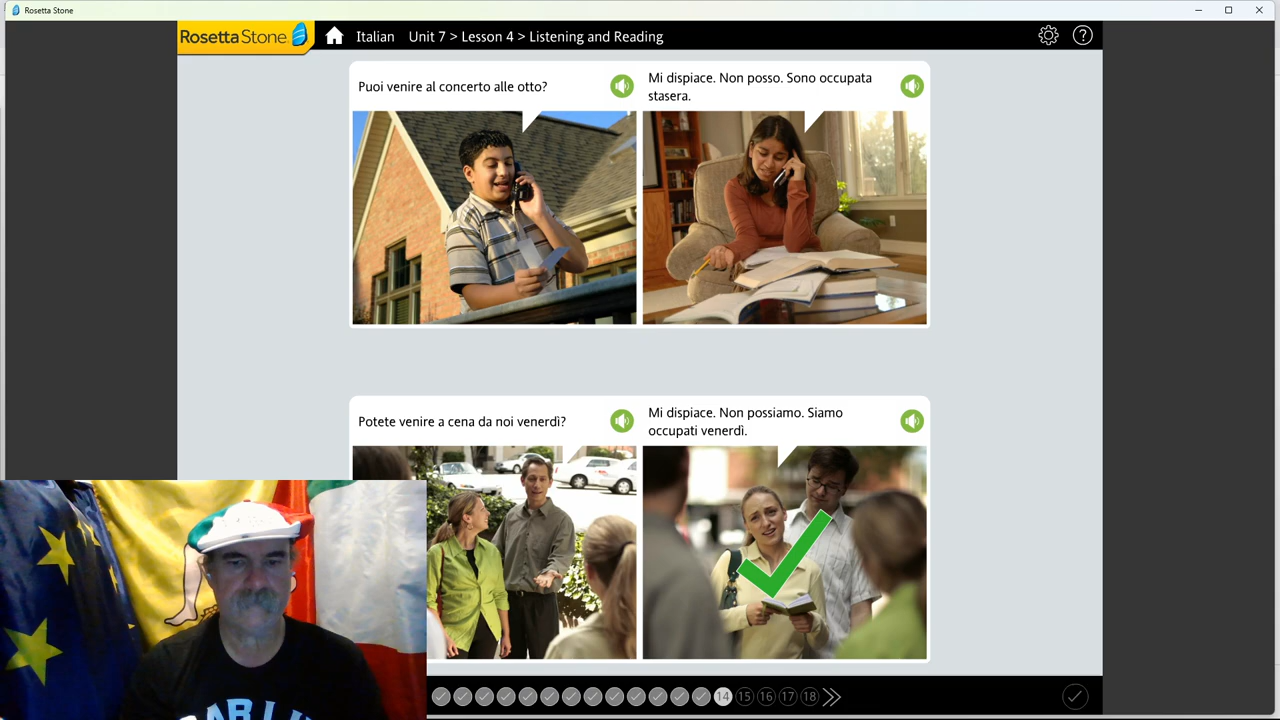 Rosetta Stone
RosettaStone
Italian Unit 7 > Lesson 4 > Listening and Reading
Puoi venire al concerto alle otto?
Mi dispiace. Non posso. Sono occupata
stasera.
Potete venire a cena da noi venerdì?
Mi dispiace. Non possiamo. Siamo
occupati venerdì.
14 15 16 17 18